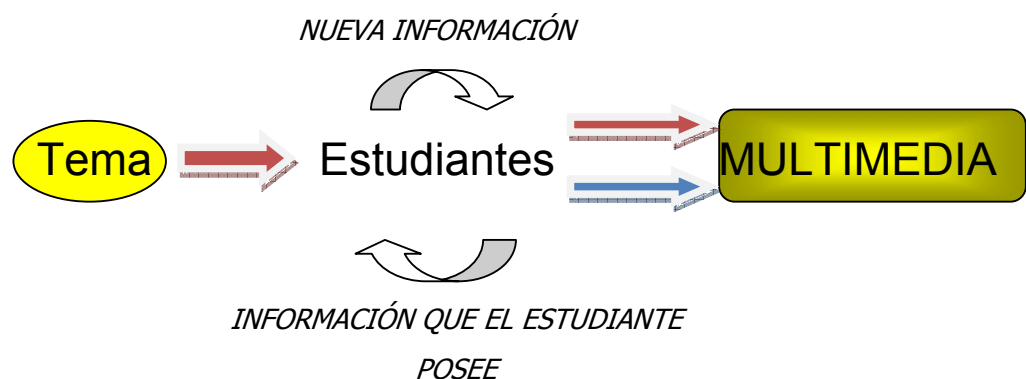 NUEVA INFORMACIÓN
Tema
Estudiantes
MULTIMEDIA
INFORMACIÓN QUE EL ESTUDIANTE
POSEE